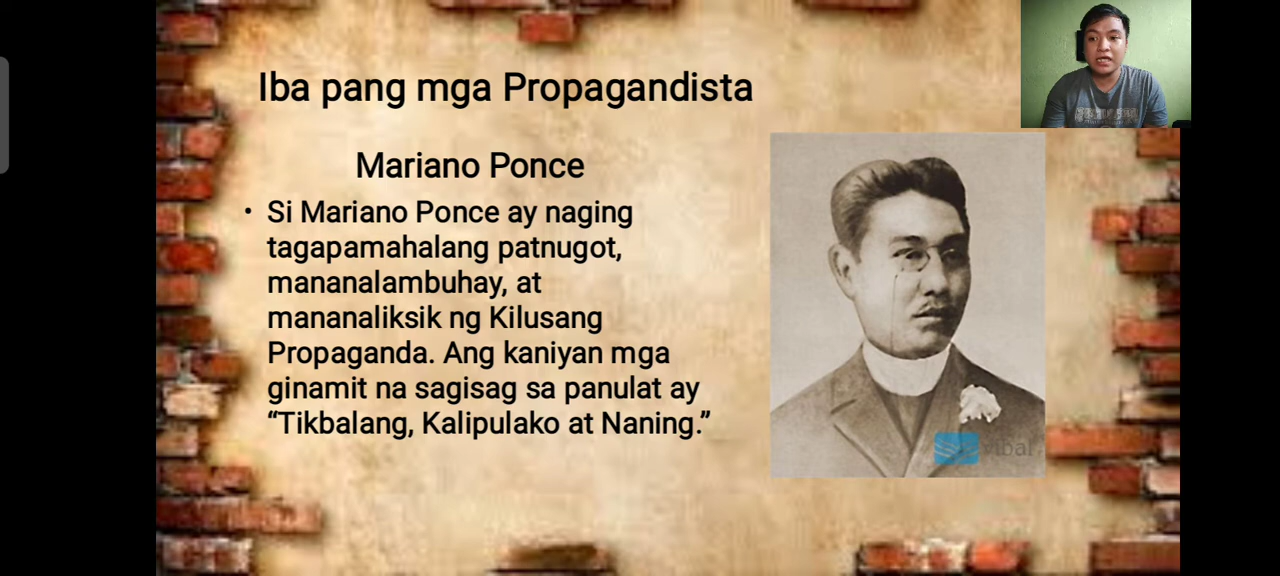 Iba pang mga Propagandista
Mariano Ponce
• Si Mariano Ponce ay naging
tagapamahalang patnugot,
mananalambuhay, at
mananaliksik ng Kilusang
Propaganda. Ang kaniyan mga
ginamit na sagisag sa panulat ay
“Tikbalang, Kalipulako at Naning.”
vibal